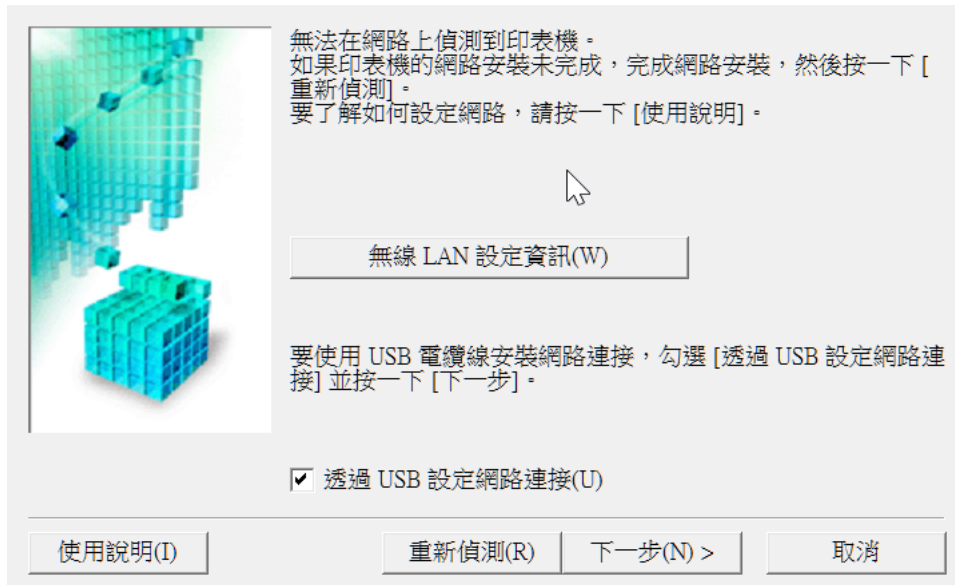 無法在網路上偵測到印表機。
如果印表機的網路安裝未完成，完成網路安裝，然後按一下 [
重新偵測]。
要了解如何設定網路，請按一下 [使用說明]。
無線 LAN 設定資訊(W)
要使用 USB 電纜線安裝網路連接，勾選 [透過 USB 設定網路連
接] 並按一下 [下一步]。
透過 USB 設定網路連接(U)
使用說明(I)
重新偵測(R)
下一步(N) >
取消